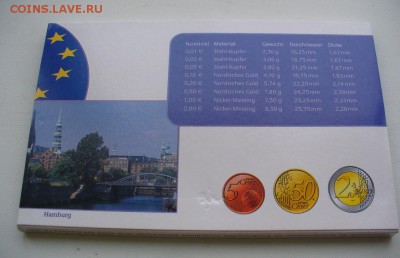 COINS.LAVE.RU
Nominal Material Gewicht Durchmesser Dicke
0,01 € Stahl-Kupfer 2,30 g 16,25 mm 1,67 mm
0,02 € Stahl-Kupfer 3,00 g 18,75 mm 1,67 mm
0,05 € Stahl-Kupfer 21,25 mm 1,67 mm
0,10 € Nordisches Gold 4,10 g 19,75 mm 1,93 mm
0,20 € Nordisches Gold 5,74 g 22,25 mm 2,14 mm
0,50 € Nordisches Gold 7,80 g 24,25 mm 2,38 mm
1,00 € Nickel-Messing 7,50 g 23,25 mm 2,33 mm
2,00 € Nickel-Messing 8,50 g 25,75 mm 2,20 mm
Hamburg
5 50 2